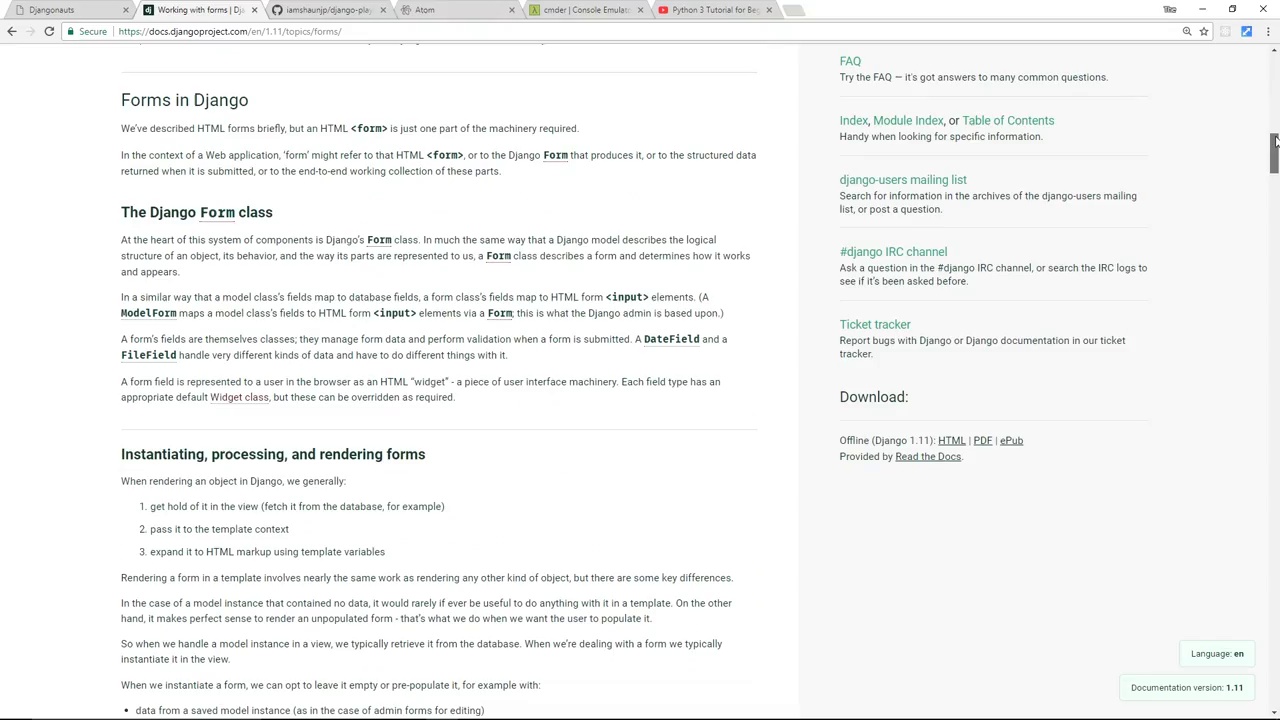 Djangonauts
Working with forms | Dj
iamshaunjp/django-play
Atom
cmder | Console Emulat
Python 3 Tutorial for Be
The
Secure
https://docs.djangoproject.com/en/1.11/topics/forms/
Forms in Django
We've described HTML forms briefly, but an HTML <form> is just one part of the machinery required.
In the context of a Web application, 'form' might refer to that HTML <form>, or to the Django Form that produces it, or to the structured data
returned when it is submitted, or to the end-to-end working collection of these parts.
The Django Form class
At the heart of this system of components is Django's Form class. In much the same way that a Django model describes the logical
structure of an object, its behavior, and the way its parts are represented to us, a Form class describes a form and determines how it works
and appears.
In a similar way that a model class's fields map to database fields, a form class's fields map to HTML form <input> elements. (A
ModelForm maps a model class's fields to HTML form <input> elements via a Form; this is what the Django admin is based upon.)
A form's fields are themselves classes; they manage form data and perform validation when a form is submitted. A DateField and a
FileField handle very different kinds of data and have to do different things with it.
A form field is represented to a user in the browser as an HTML "widget" - a piece of user interface machinery. Each field type has an
appropriate default Widget class, but these can be overridden as required.
Instantiating, processing, and rendering forms
When rendering an object in Django, we generally:
1. get hold of it in the view (fetch it from the database, for example)
2. pass it to the template context
3. expand it to HTML markup using template variables
Rendering a form in a template involves nearly the same work as rendering any other kind of object, but there are some key differences.
In the case of a model instance that contained no data, it would rarely if ever be useful to do anything with it in a template. On the other
hand, it makes perfect sense to render an unpopulated form - that's what we do when we want the user to populate it.
So when we handle a model instance in a view, we typically retrieve it from the database. When we're dealing with a form we typically
instantiate it in the view.
When we instantiate a form, we can opt to leave it empty or pre-populate it, for example with:
• data from a saved model instance (as in the case of admin forms for editing)
FAQ
Try the FAQ — it's got answers to many common questions.
Index, Module Index, or Table of Contents
Handy when looking for specific information.
django-users mailing list
Search for information in the archives of the django-users mailing
list, or post a question.
#django IRC channel
Ask a question in the #django IRC channel, or search the IRC logs to
see if it's been asked before.
Ticket tracker
Report bugs with Django or Django documentation in our ticket
tracker.
Download:
Offline (Django 1.11): HTML | PDF | ePub
Provided by Read the Docs.
Language: en
Documentation version: 1.11